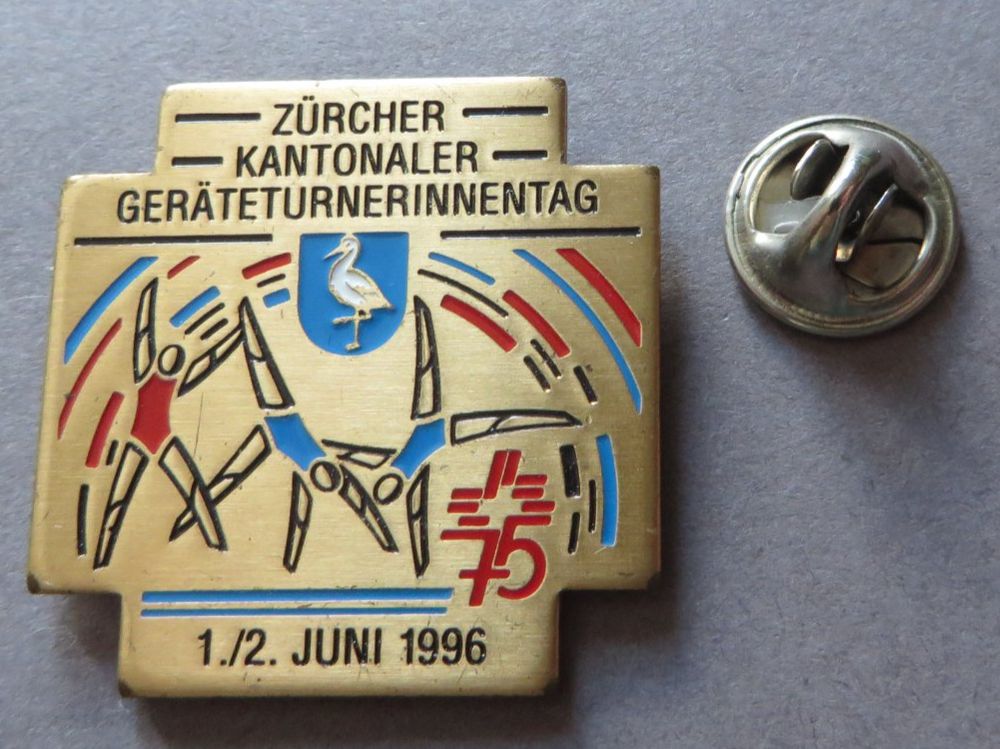 ZÜRCHER
KANTONALER
GERÄTETURNERINNENTAG
75
1./2. JUNI 1996